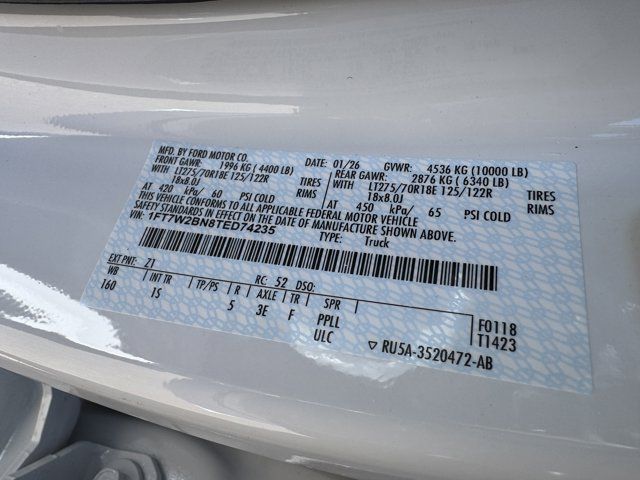 MFD. BY FORD MOTOR CO.
DATE: 01/26 GVWR: 4536 KG (10000 LB)
FRONT GAWR: 1996 KG ( 4400 LB)
REAR GAWR: 2876 KG ( 6340 LB)
WITH LT275/70R18E 125/122R TIRES
WITH LT275/70R18E 125/122R TIRES
18x8.0J RIMS
18x8.0J RIMS
AT 420 kPa/ 60 PSI COLD
AT 450 kPa/ 65 PSI COLD
THIS VEHICLE CONFORMS TO ALL APPLICABLE FEDERAL MOTOR VEHICLE
SAFETY STANDARDS IN EFFECT ON THE DATE OF MANUFACTURE SHOWN ABOVE.
VIN: 1FT7W2BN8TED74235
TYPE: Truck
EXT PNT: Z1 RC: 52 DSO:
WB INT TR TP/PS R AXLE TR SPR
160 1S 5 3E F PPLL
ULC
F0118
T1423
RU5A-3520472-AB